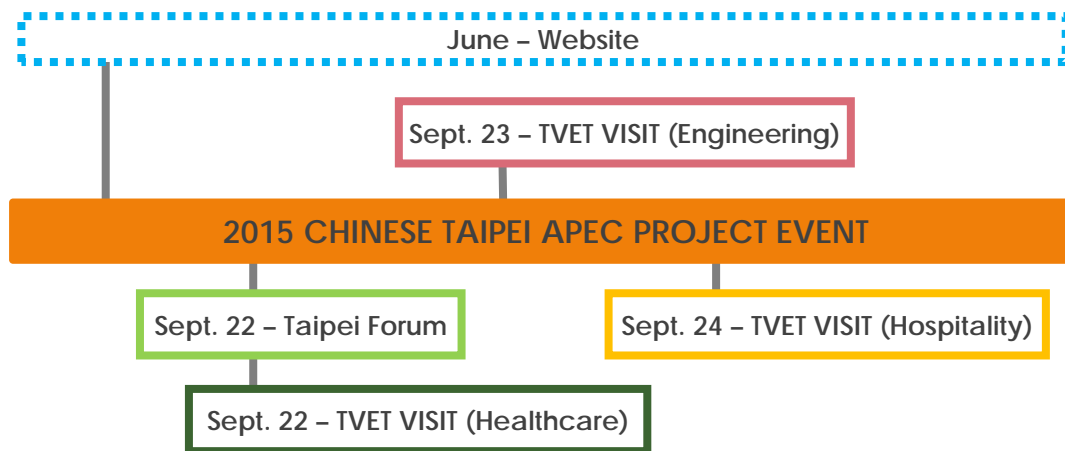 June – Website
Sept. 23 – TVET VISIT (Engineering)
2015 CHINESE TAIPEI APEC PROJECT EVENT
Sept. 22 – Taipei Forum
Sept. 24 – TVET VISIT (Hospitality)
Sept. 22 – TVET VISIT (Healthcare)